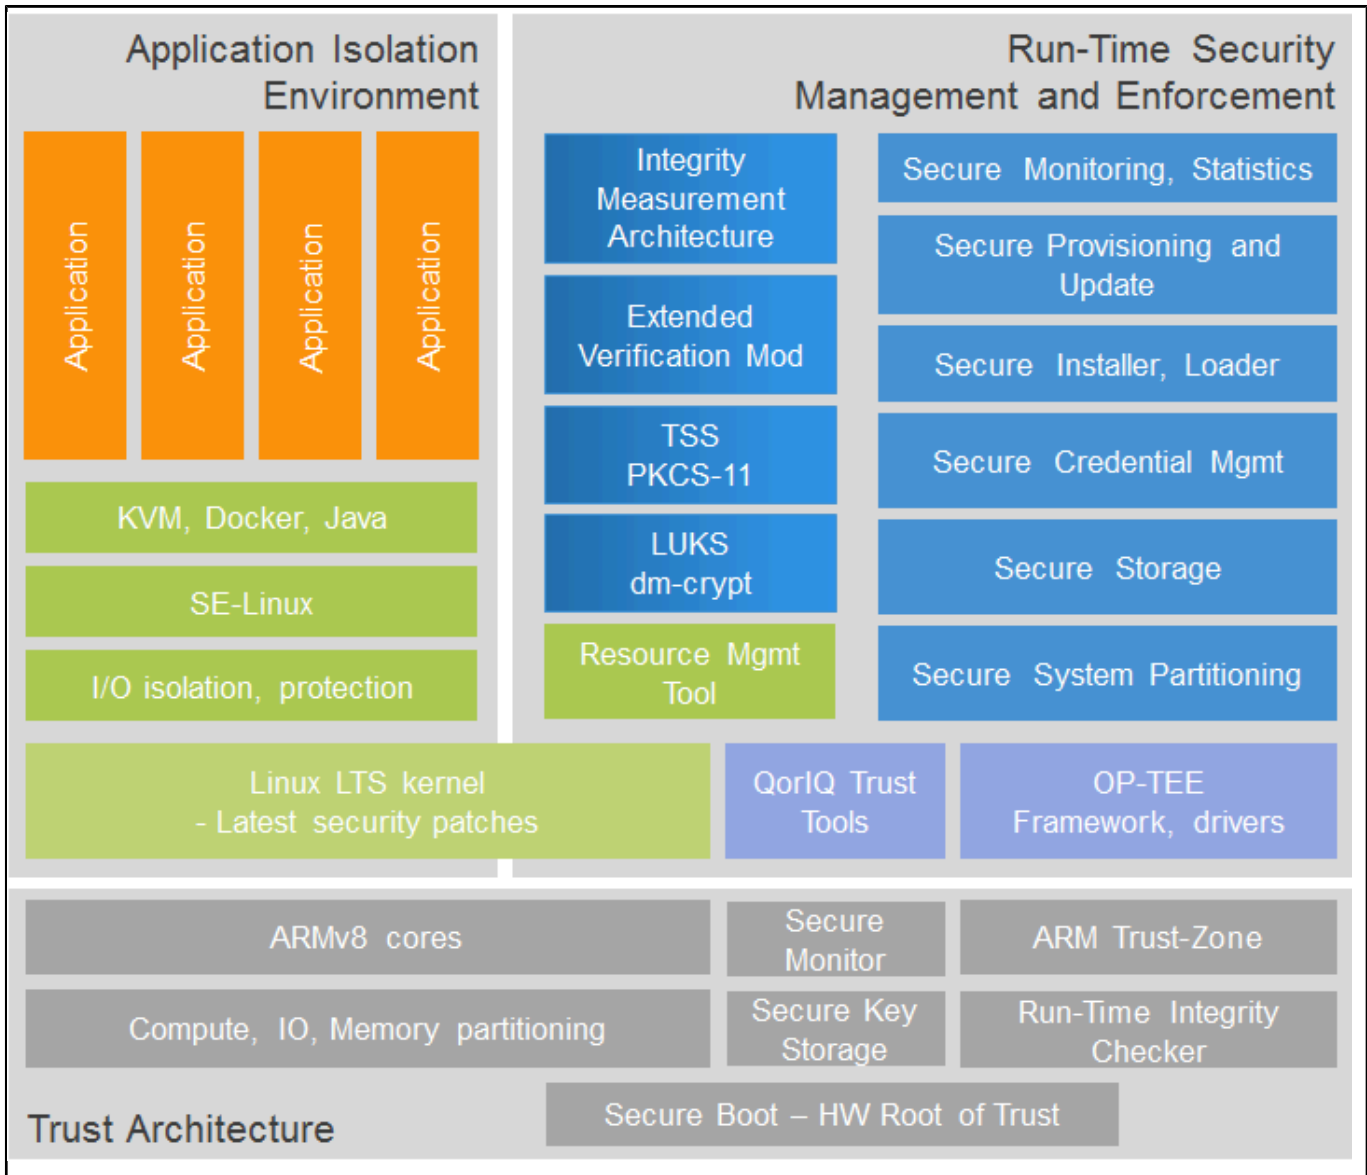 Application Isolation
Environment
Application
Application
Application
Application
KVM, Docker, Java
SE-Linux
I/O isolation, protection
Run-Time Security
Management and Enforcement
Integrity
Measurement
Architecture
Extended
Verification Mod
TSS
PKCS-11
LUKS
dm-crypt
Resource Mgmt
Tool
Secure Monitoring, Statistics
Secure Provisioning and
Update
Secure Installer, Loader
Secure Credential Mgmt
Secure Storage
Secure System Partitioning
Linux LTS kernel
- Latest security patches
QorIQ Trust
Tools
OP-TEE
Framework, drivers
ARMv8 cores
Secure
Monitor
ARM Trust-Zone
Compute, IO, Memory partitioning
Secure Key
Storage
Run-Time Integrity
Checker
Trust Architecture
Secure Boot – HW Root of Trust